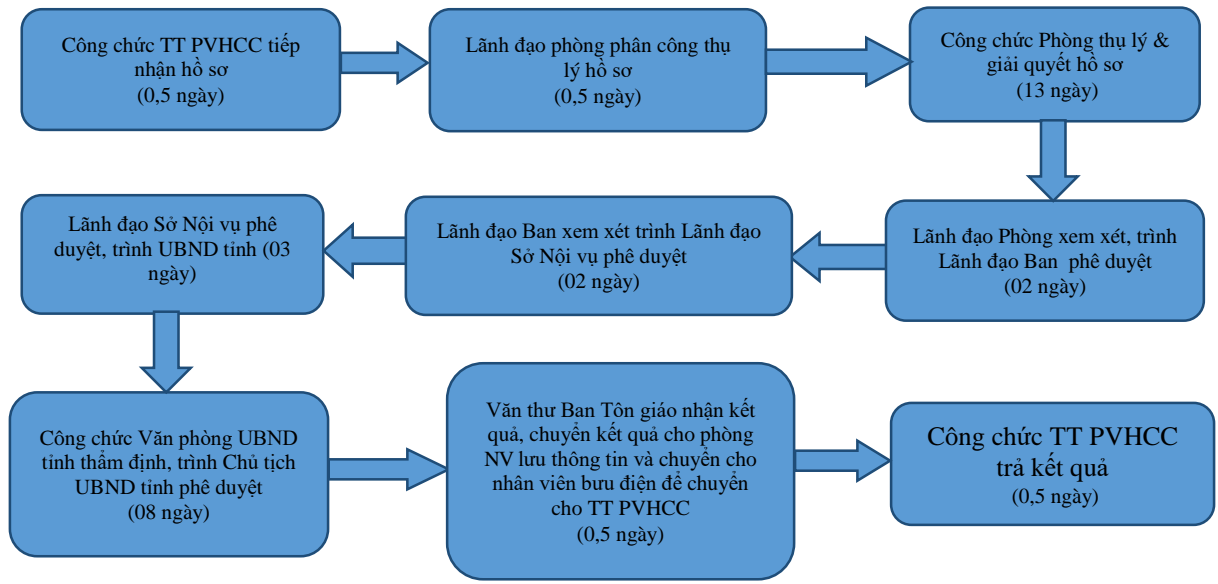 Công chức TT PVHCC tiếp
nhận hồ sơ
(0,5 ngày)
Lãnh đạo phòng phân công thụ
lý hồ sơ
(0,5 ngày)
Công chức Phòng thụ lý &
giải quyết hồ sơ
(13 ngày)
Lãnh đạo Phòng xem xét, trình
Lãnh đạo Ban phê duyệt
(02 ngày)
Lãnh đạo Ban xem xét trình Lãnh đạo
Sở Nội vụ phê duyệt
(02 ngày)
Lãnh đạo Sở Nội vụ phê
duyệt, trình UBND tỉnh (03
ngày)
Công chức Văn phòng UBND
tỉnh thẩm định, trình Chủ tịch
UBND tỉnh phê duyệt
(08 ngày)
Văn thư Ban Tôn giáo nhận kết
quả, chuyển kết quả cho phòng
NV lưu thông tin và chuyển cho
nhân viên bưu điện để chuyển
cho TT PVHCC
(0,5 ngày)
Công chức TT PVHCC
trả kết quả
(0,5 ngày)